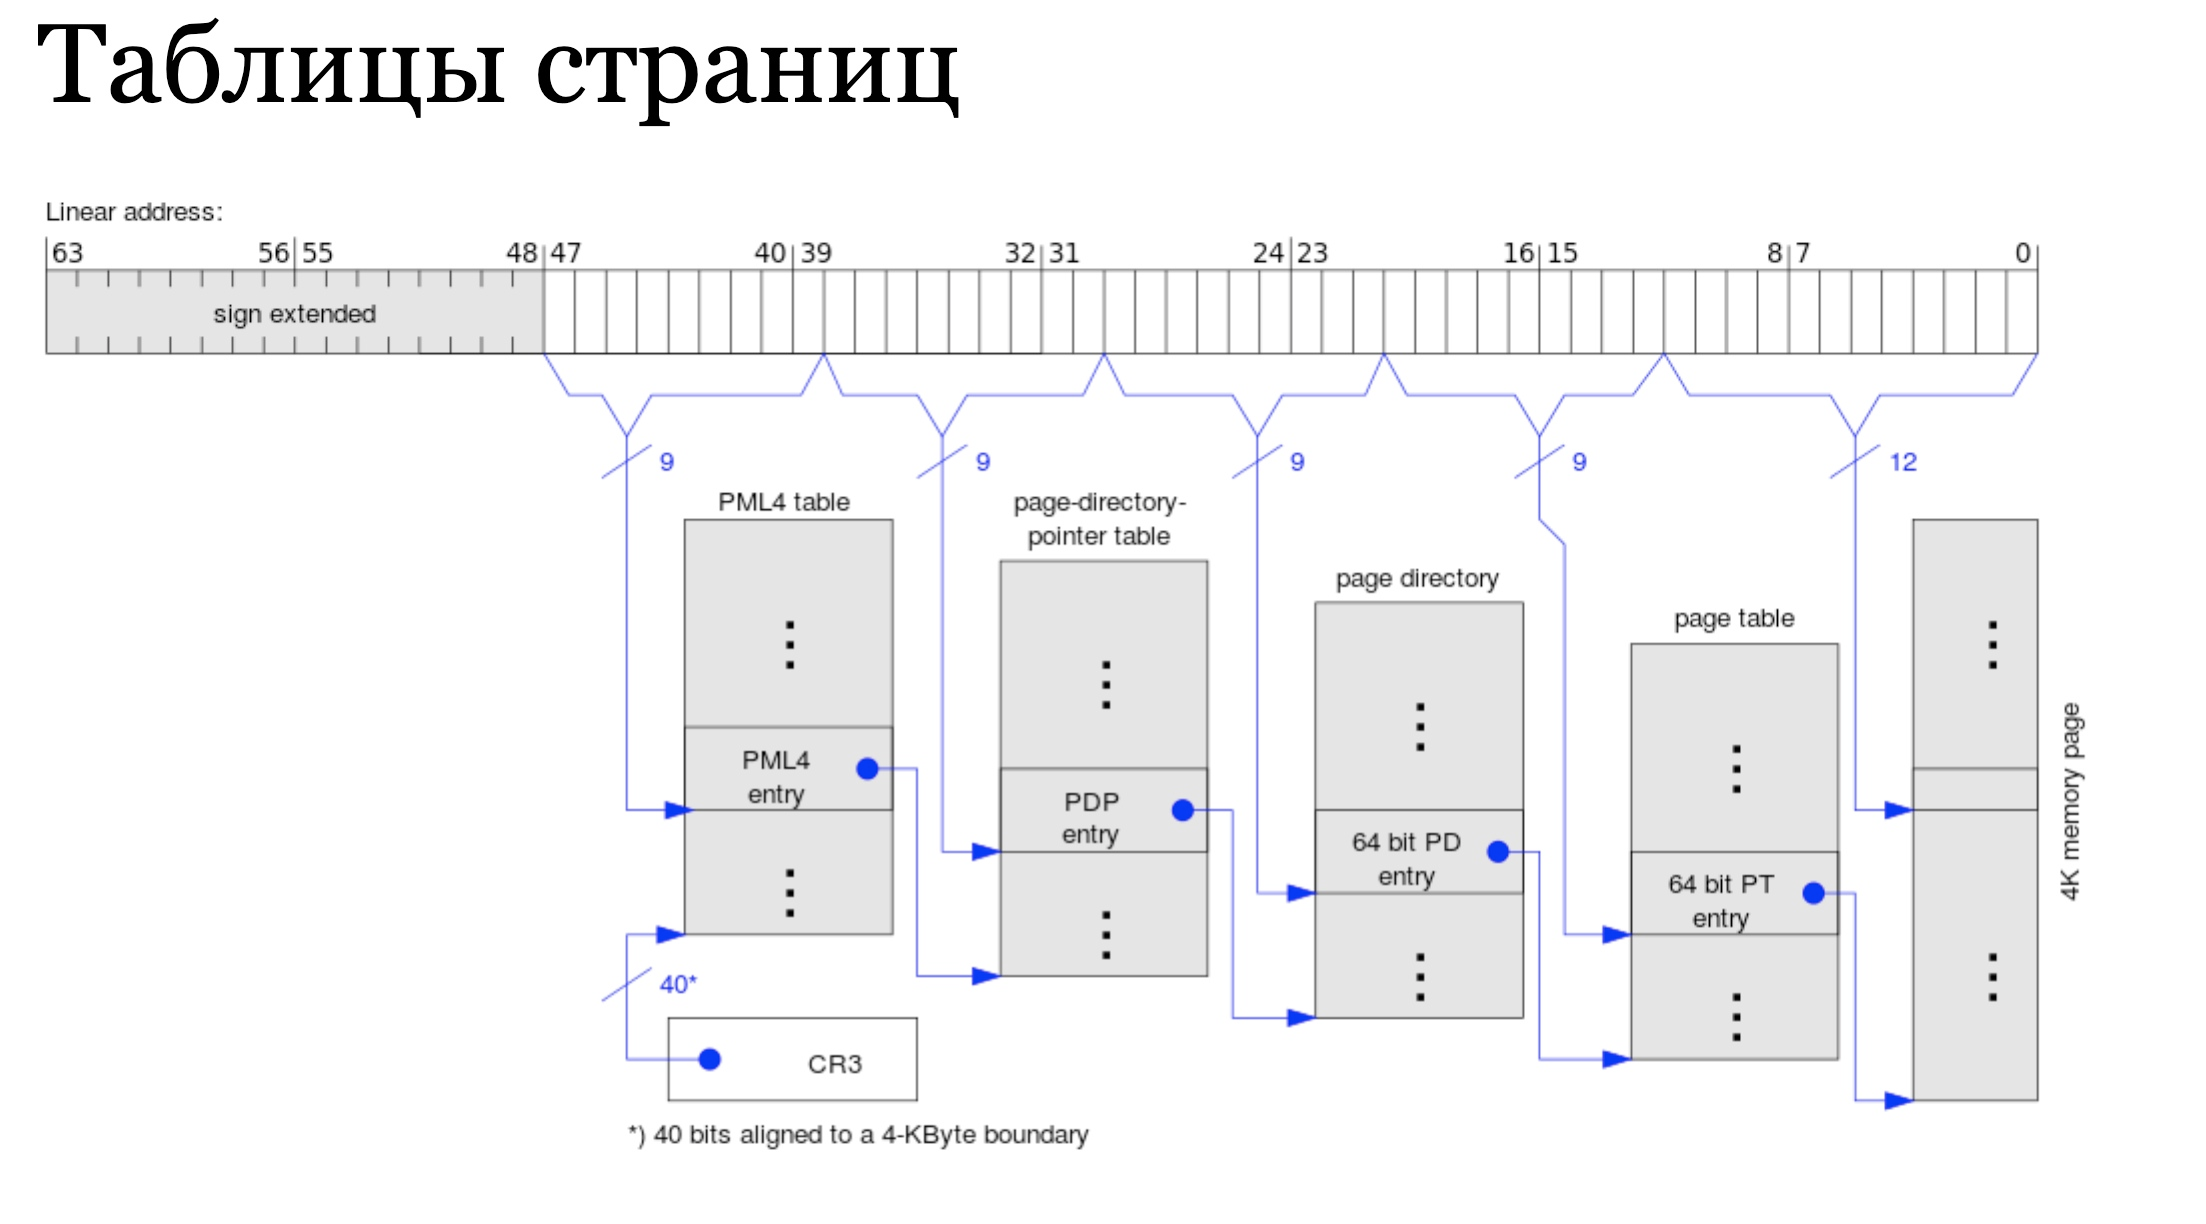 Таблицы страниц
Linear address:
63 56 55 48 47 40 39 32 31 24 23 16 15 8 7 0
sign extended
9 9 9 9 12
PML4 table
page-directory-
pointer table
page directory
page table
PML4
entry
PDP
entry
64 bit PD
entry
64 bit PT
entry
4K memory page
40*
CR3
*) 40 bits aligned to a 4-KByte boundary